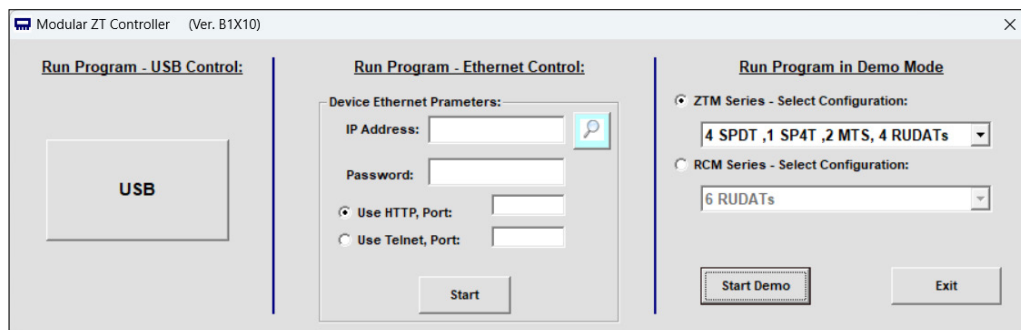 Modular ZT Controller (Ver. B1X10)
Run Program - USB Control:
USB
Run Program - Ethernet Control:
Device Ethernet Prameters:
IP Address:
Password:
Use HTTP, Port:
Use Telnet, Port:
Start
Run Program in Demo Mode
ZTM Series - Select Configuration:
4 SPDT ,1 SP4T ,2 MTS, 4 RUDATs
RCM Series - Select Configuration:
6 RUDATs
Start Demo
Exit